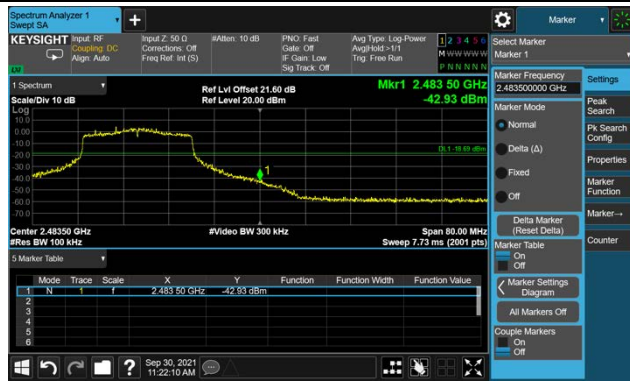 Spectrum Analyzer 1
Swept SA
Marker
KEYSIGHT
Input: RF
Coupling: DC
Align: Auto
Input Z: 50 Ω
Corrections: Off
Freq Ref: Int (S)
#Atten: 10 dB
PNO: Fast
Gate: Off
IF Gain: Low
Sig Track: Off
Avg Type: Log-Power
Avg|Hold:>1/1
Trig: Free Run
1 2 3 4 5 6
M W W W W W
P N N N N N
LXI
1 Spectrum
Scale/Div 10 dB
Ref Lvl Offset 21.60 dB
Ref Level 20.00 dBm
Mkr1 2.483 50 GHz
-42.93 dBm
Log
10.0
0.00
-10.0
-20.0
-30.0
-40.0
-50.0
-60.0
-70.0
DL1 -18.69 dBm
1
Center 2.48350 GHz
#Res BW 100 kHz
#Video BW 300 kHz
Span 80.00 MHz
Sweep 7.73 ms (2001 pts)
5 Marker Table
Mode Trace Scale X Y Function Function Width Function Value
1 N 1 f 2.483 50 GHz -42.93 dBm
2
3
4
5
6
Sep 30, 2021
11:22:10 AM
Select Marker
Marker 1
Marker Frequency
2.483500000 GHz
Marker Mode
Normal
Delta (Δ)
Fixed
Off
Delta Marker
(Reset Delta)
Marker Table
On
Off
Marker Settings
Diagram
All Markers Off
Couple Markers
On
Off
Settings
Peak
Search
Pk Search
Config
Properties
Marker
Function
Marker→
Counter